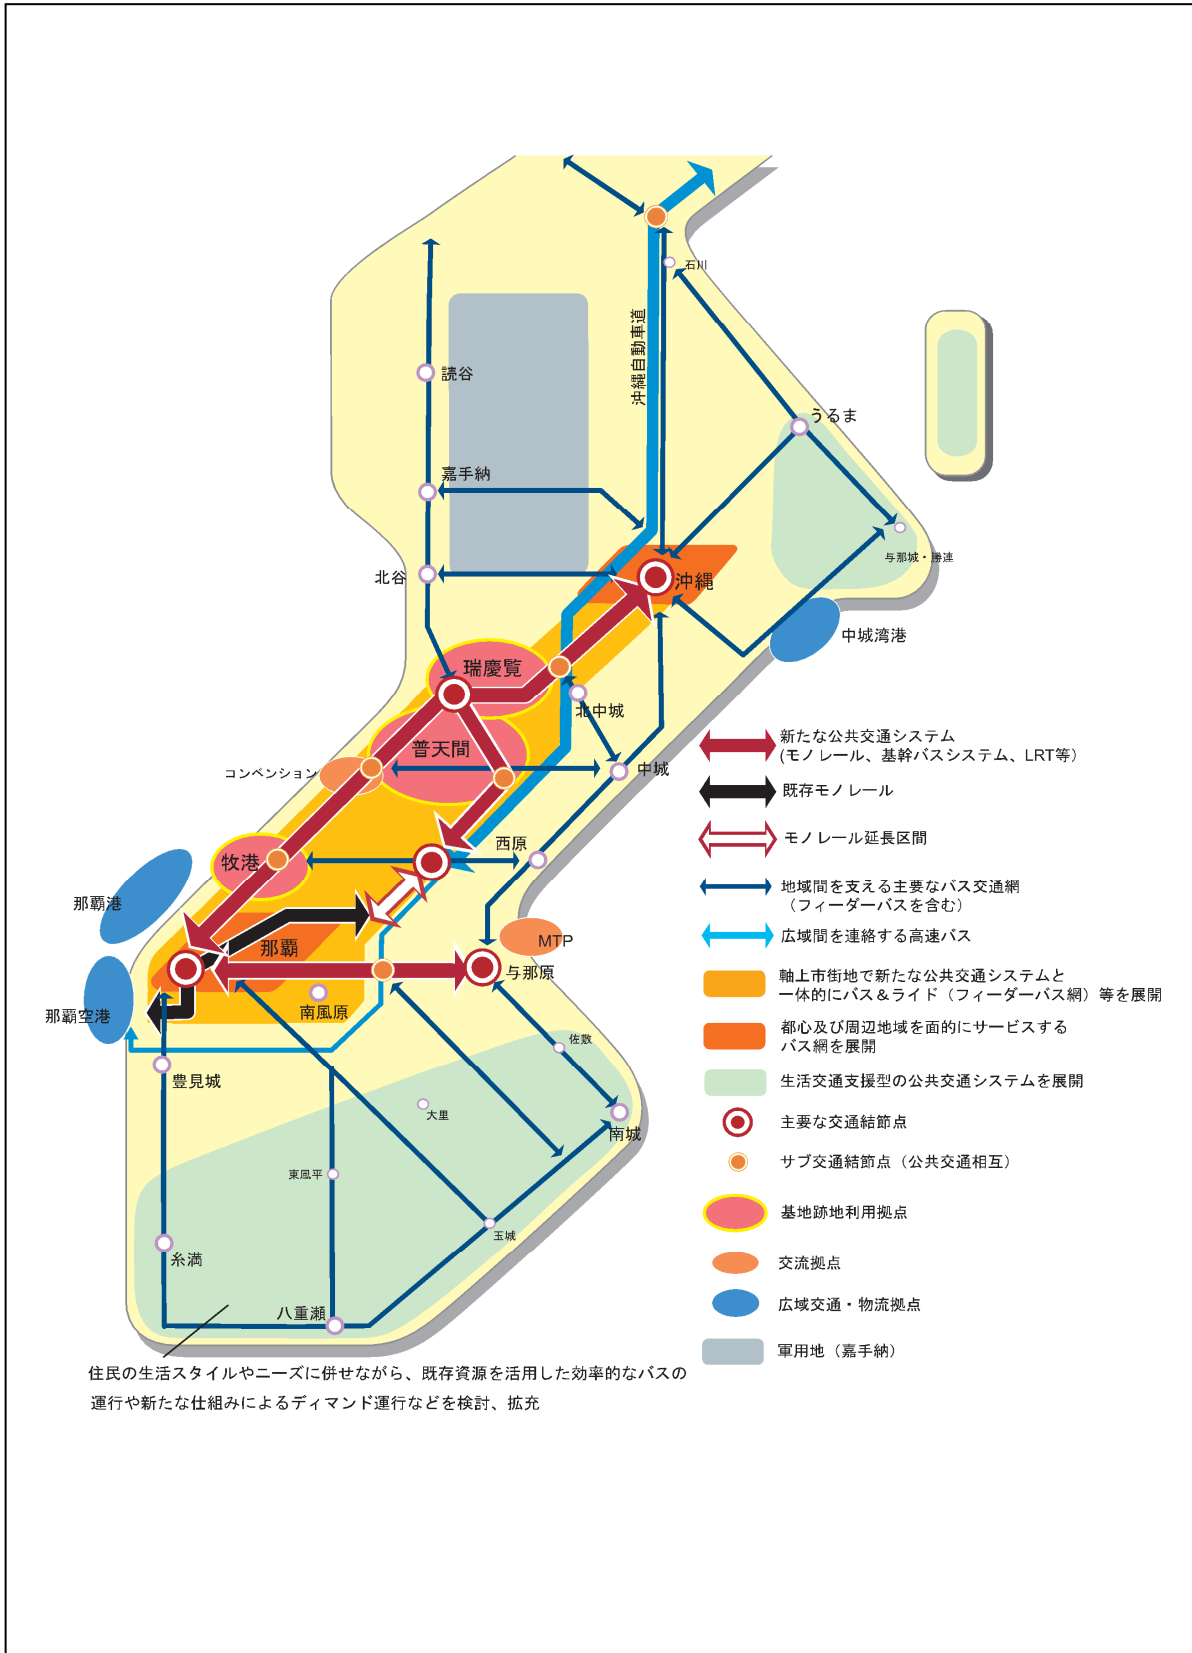 石川
沖縄自動車道
読谷
うるま
嘉手納
与那城・勝連
北谷
沖縄
中城湾港
瑞慶覧
北中城
普天間
コンベンション
中城
西原
牧港
那覇港
那覇
MTP
与那原
南風原
那覇空港
佐敷
豊見城
大里
南城
東風平
玉城
糸満
八重瀬
新たな公共交通システム
(モノレール、基幹バスシステム、LRT等)
既存モノレール
モノレール延長区間
地域間を支える主要なバス交通網
(フィーダーバスを含む)
広域間を連絡する高速バス
軸上市街地で新たな公共交通システムと
一体的にバス&ライド(フィーダーバス網)等を展開
都心及び周辺地域を面的にサービスする
バス網を展開
生活交通支援型の公共交通システムを展開
主要な交通結節点
サブ交通結節点(公共交通相互)
基地跡地利用拠点
交流拠点
広域交通・物流拠点
軍用地(嘉手納)
住民の生活スタイルやニーズに併せながら、既存資源を活用した効率的なバスの
運行や新たな仕組みによるディマンド運行などを検討、拡充